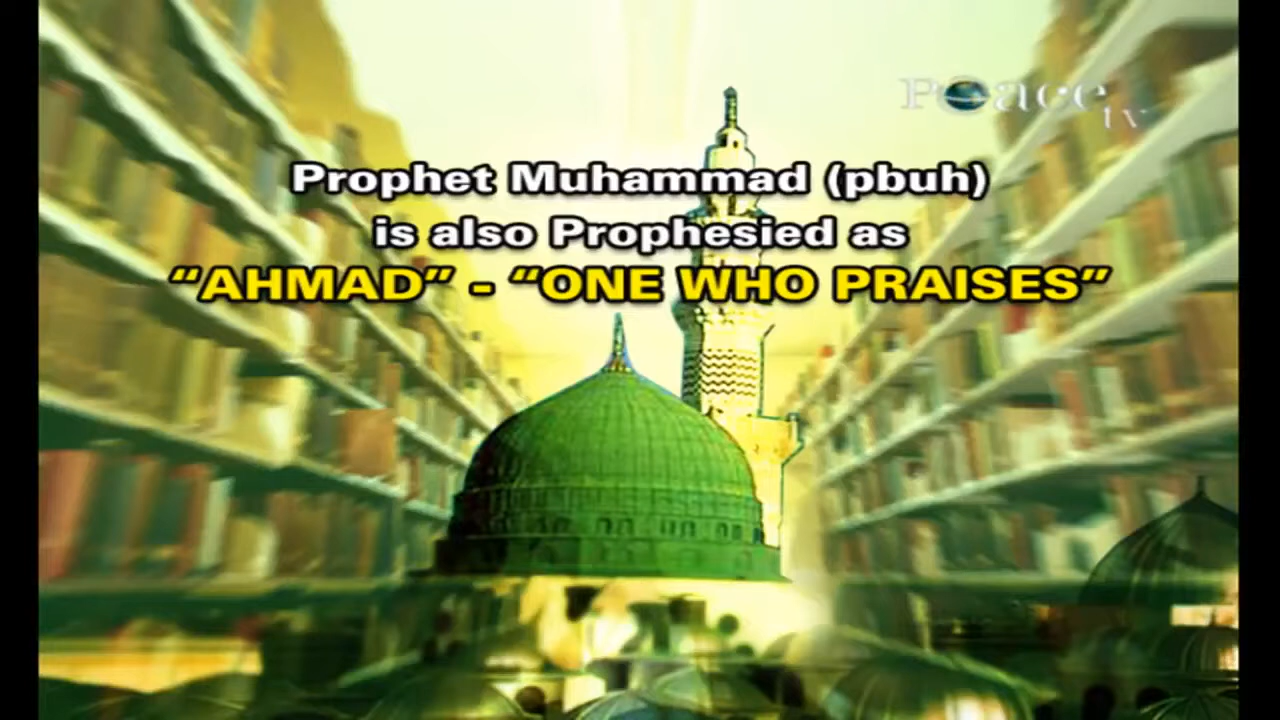 Peace
tv
Prophet Muhammad (pbuh)
is also Prophesied as
“AHMAD” - “ONE WHO PRAISES”